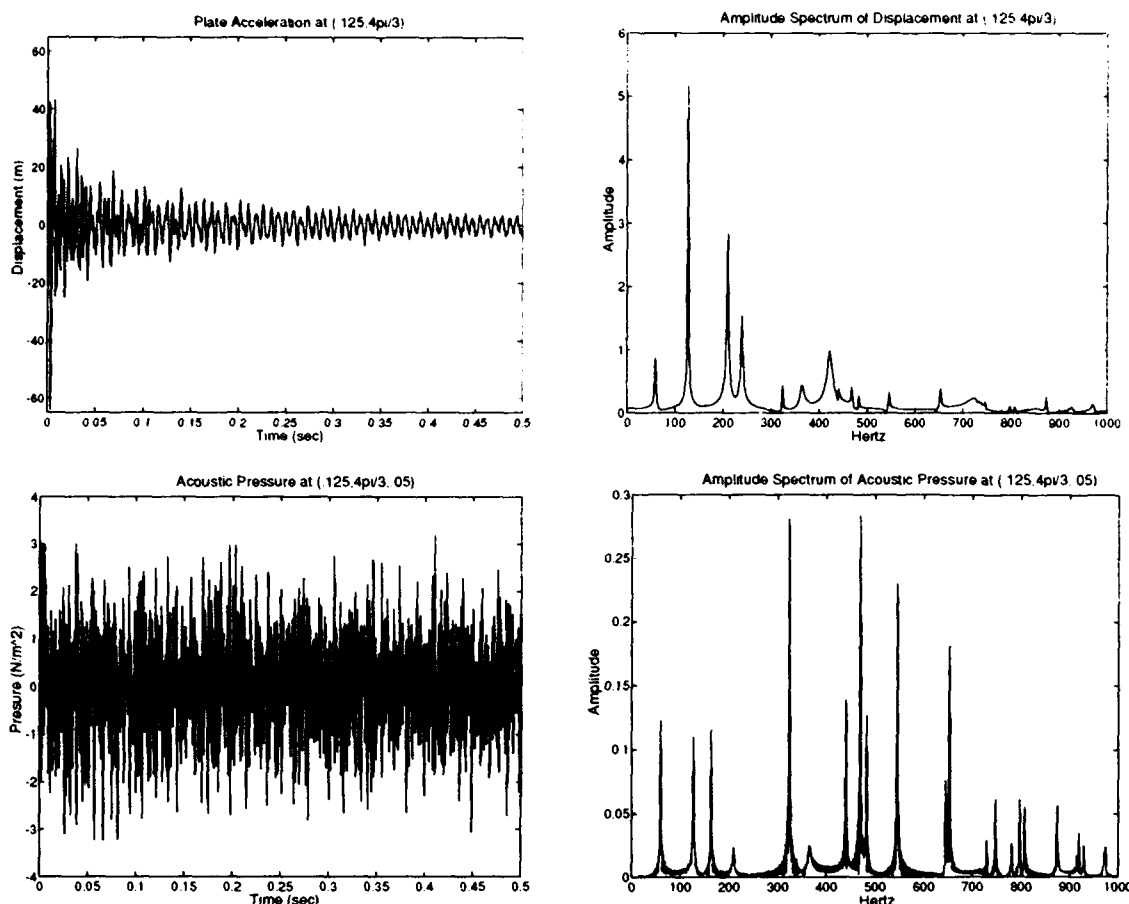 Plate Acceleration at (.125,4pi/3)
Displacement (m)
60
40
20
0
-20
-40
-60
0 0.05 0.1 0.15 0.2 0.25 0.3 0.35 0.4 0.45 0.5
Time (sec)
Amplitude Spectrum of Displacement at (.125,4pi/3)
Amplitude
6
5
4
3
2
1
0
0 100 200 300 400 500 600 700 800 900 1000
Hertz
Acoustic Pressure at (.125,4pi/3,.05)
Presure (N/m^2)
4
3
2
1
0
-1
-2
-3
-4
0 0.05 0.1 0.15 0.2 0.25 0.3 0.35 0.4 0.45 0.5
Time (sec)
Amplitude Spectrum of Acoustic Pressure at (.125,4pi/3,.05)
Amplitude
0.3
0.25
0.2
0.15
0.1
0.05
0
0 100 200 300 400 500 600 700 800 900 1000
Hertz